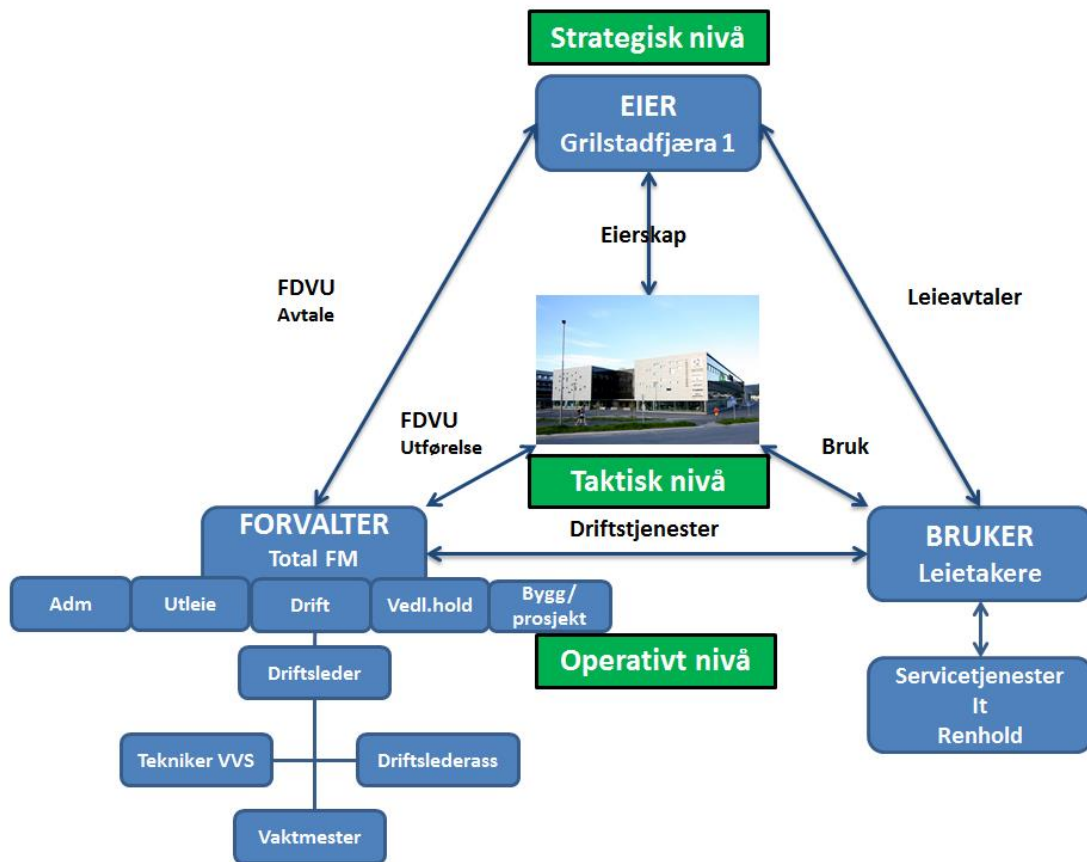 Strategisk nivå
EIER
Grilstadfjæra 1
Eierskap
FDVU
Avtale
Leieavtaler
FDVU
Utførelse
Bruk
Taktisk nivå
FORVALTER
Total FM
Driftstjenester
BRUKER
Leietakere
Adm
Utleie
Drift
Vedl.hold
Bygg/
prosjekt
Operativt nivå
Driftsleder
Servicetjenester
It
Renhold
Tekniker VVS
Driftslederass
Vaktmester